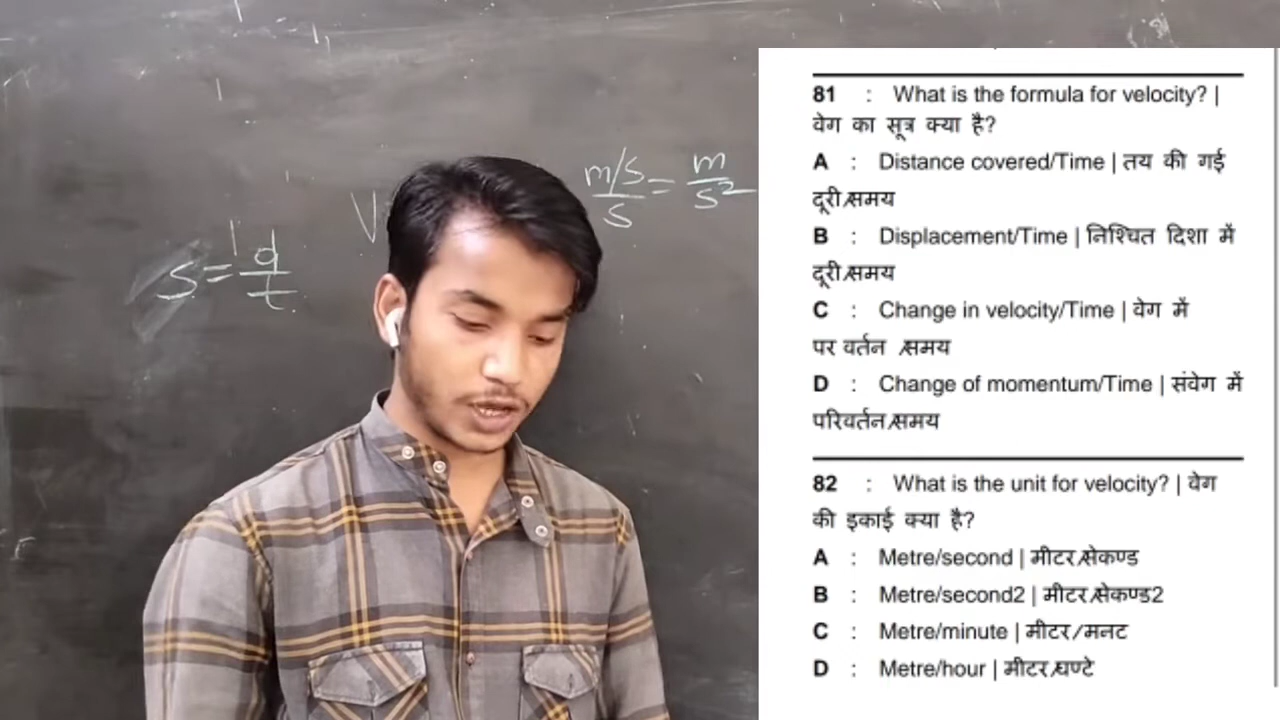 s = d/t
V
m/s/s = m/s²
81 : What is the formula for velocity? |
वेग का सूत्र क्या है?
A : Distance covered/Time | तय की गई
दूरी/समय
B : Displacement/Time | निश्चित दिशा में
दूरी/समय
C : Change in velocity/Time | वेग में
पर वर्तन /समय
D : Change of momentum/Time | संवेग में
परिवर्तन/समय
82 : What is the unit for velocity? | वेग
की इकाई क्या है?
A : Metre/second | मीटर/सेकण्ड
B : Metre/second2 | मीटर/सेकण्ड2
C : Metre/minute | मीटर/मनट
D : Metre/hour | मीटर/घण्टे